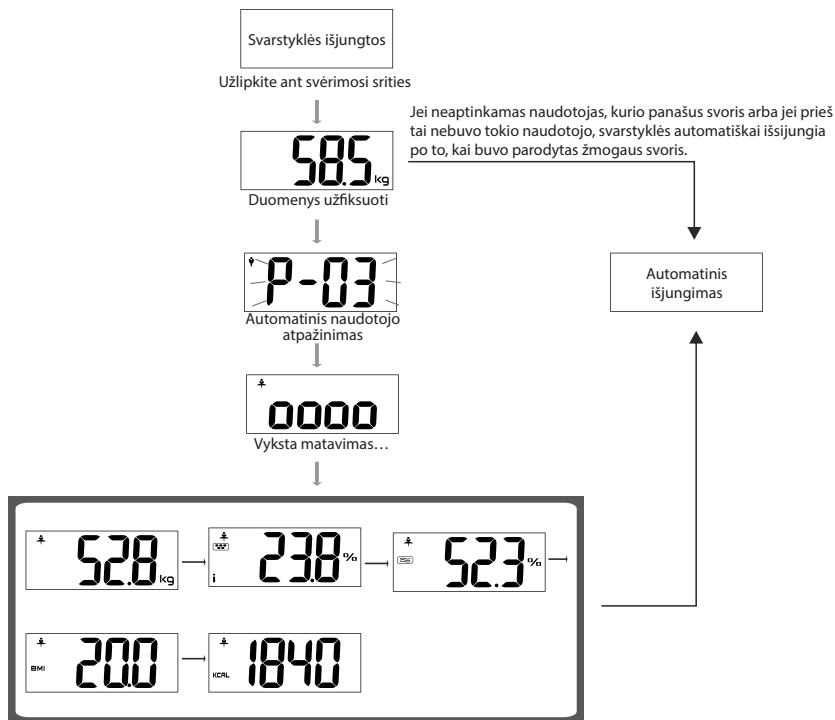 Svarstyklės išjungtos
Užlipkite ant svėrimosi srities
Jei neaptinkamas naudotojas, kurio panašus svoris arba jei prieš
tai nebuvo tokio naudotojo, svarstyklės automatiškai išsijungia
po to, kai buvo parodytas žmogaus svoris.
58.5 kg
Duomenys užfiksuoti
P-03
Automatinis naudotojo
atpažinimas
Automatinis
išjungimas
oooo
Vyksta matavimas…
52.8 kg
i 23.8 %
52.3 %
BMI 20.0
KCAL 1840